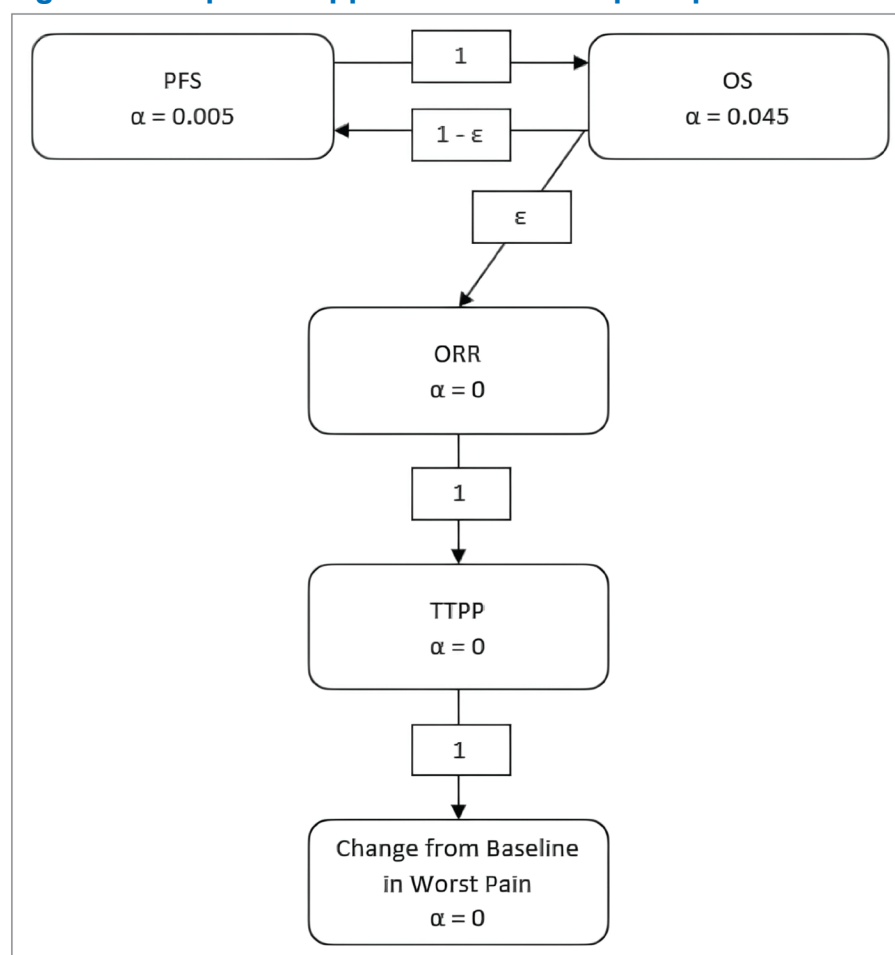 PFS
α = 0.005
1
OS
α = 0.045
1 - ε
ε
ORR
α = 0
1
TTPP
α = 0
1
Change from Baseline
in Worst Pain
α = 0